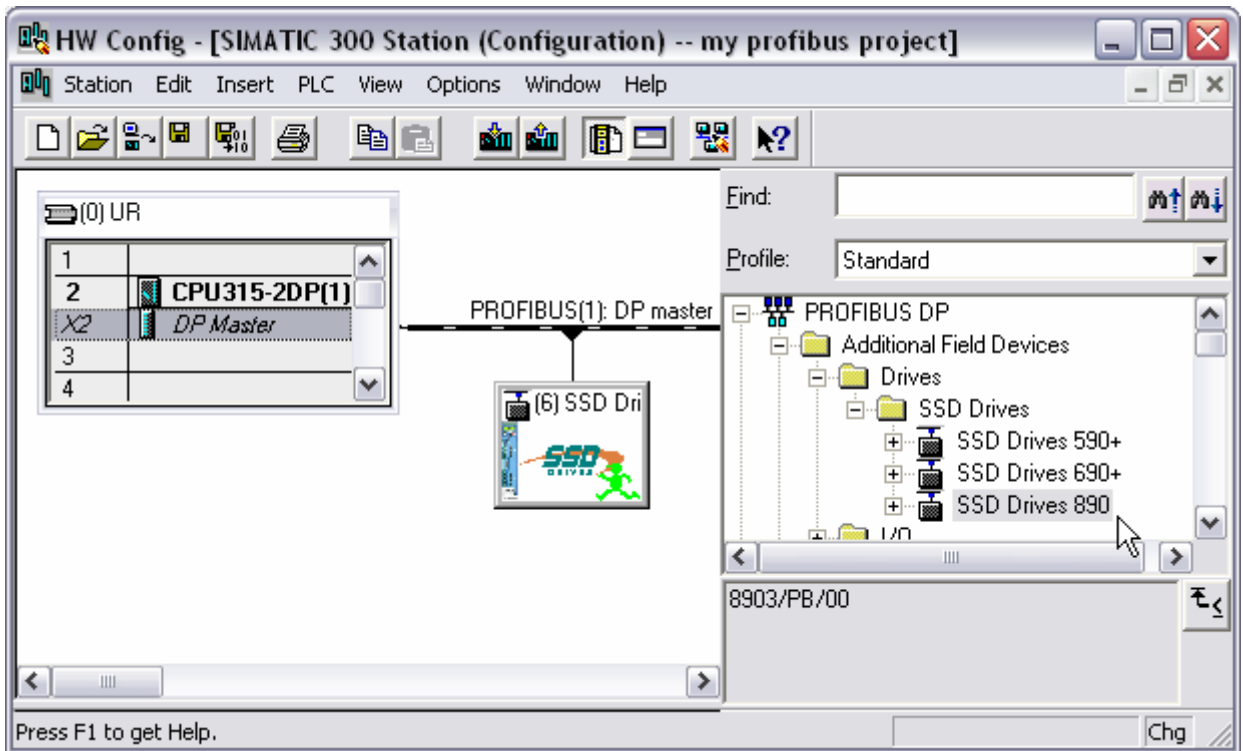 HW Config - [SIMATIC 300 Station (Configuration) -- my profibus project]
Station Edit Insert PLC View Options Window Help
(0) UR
1
2 CPU315-2DP(1)
X2 DP Master
3
4
PROFIBUS(1): DP master
(6) SSD Dri
SSD
DRIVES
Find:
Profile: Standard
PROFIBUS DP
Additional Field Devices
Drives
SSD Drives
SSD Drives 590+
SSD Drives 690+
SSD Drives 890
I/O
8903/PB/00
Press F1 to get Help.
Chg